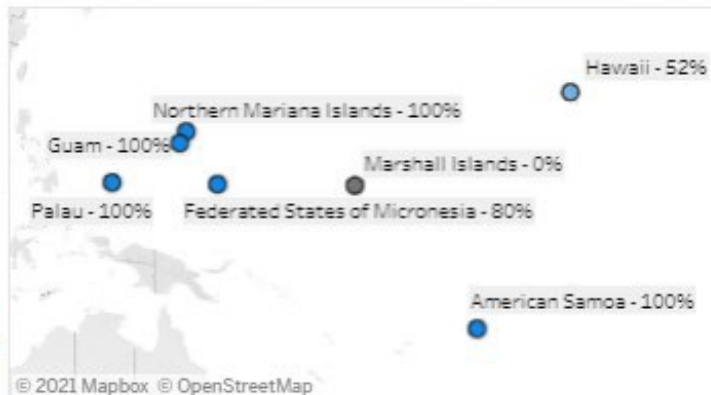 Hawaii - 52%
Northern Mariana Islands - 100%
Guam - 100%
Marshall Islands - 0%
Palau - 100%
Federated States of Micronesia - 80%
American Samoa - 100%
© 2021 Mapbox © OpenStreetMap